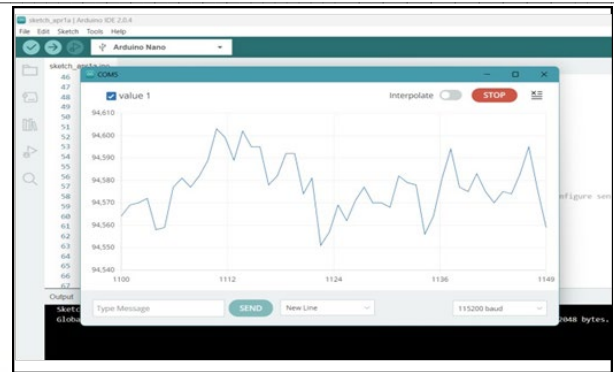 sketch_apr1a | Arduino IDE 2.0.4
File Edit Sketch Tools Help
Arduino Nano
sketch_apr1a.ino
COM5
value 1
Interpolate
STOP
94,610
94,600
94,590
94,580
94,570
94,560
94,550
94,540
1100
1112
1124
1136
1149
46
47
48
49
50
51
52
53
54
55
56
57
58
59
60
61
62
63
64
65
66
67
Output
Type Message
SEND
New Line
115200 baud
Sketc
Globa
2048 bytes.